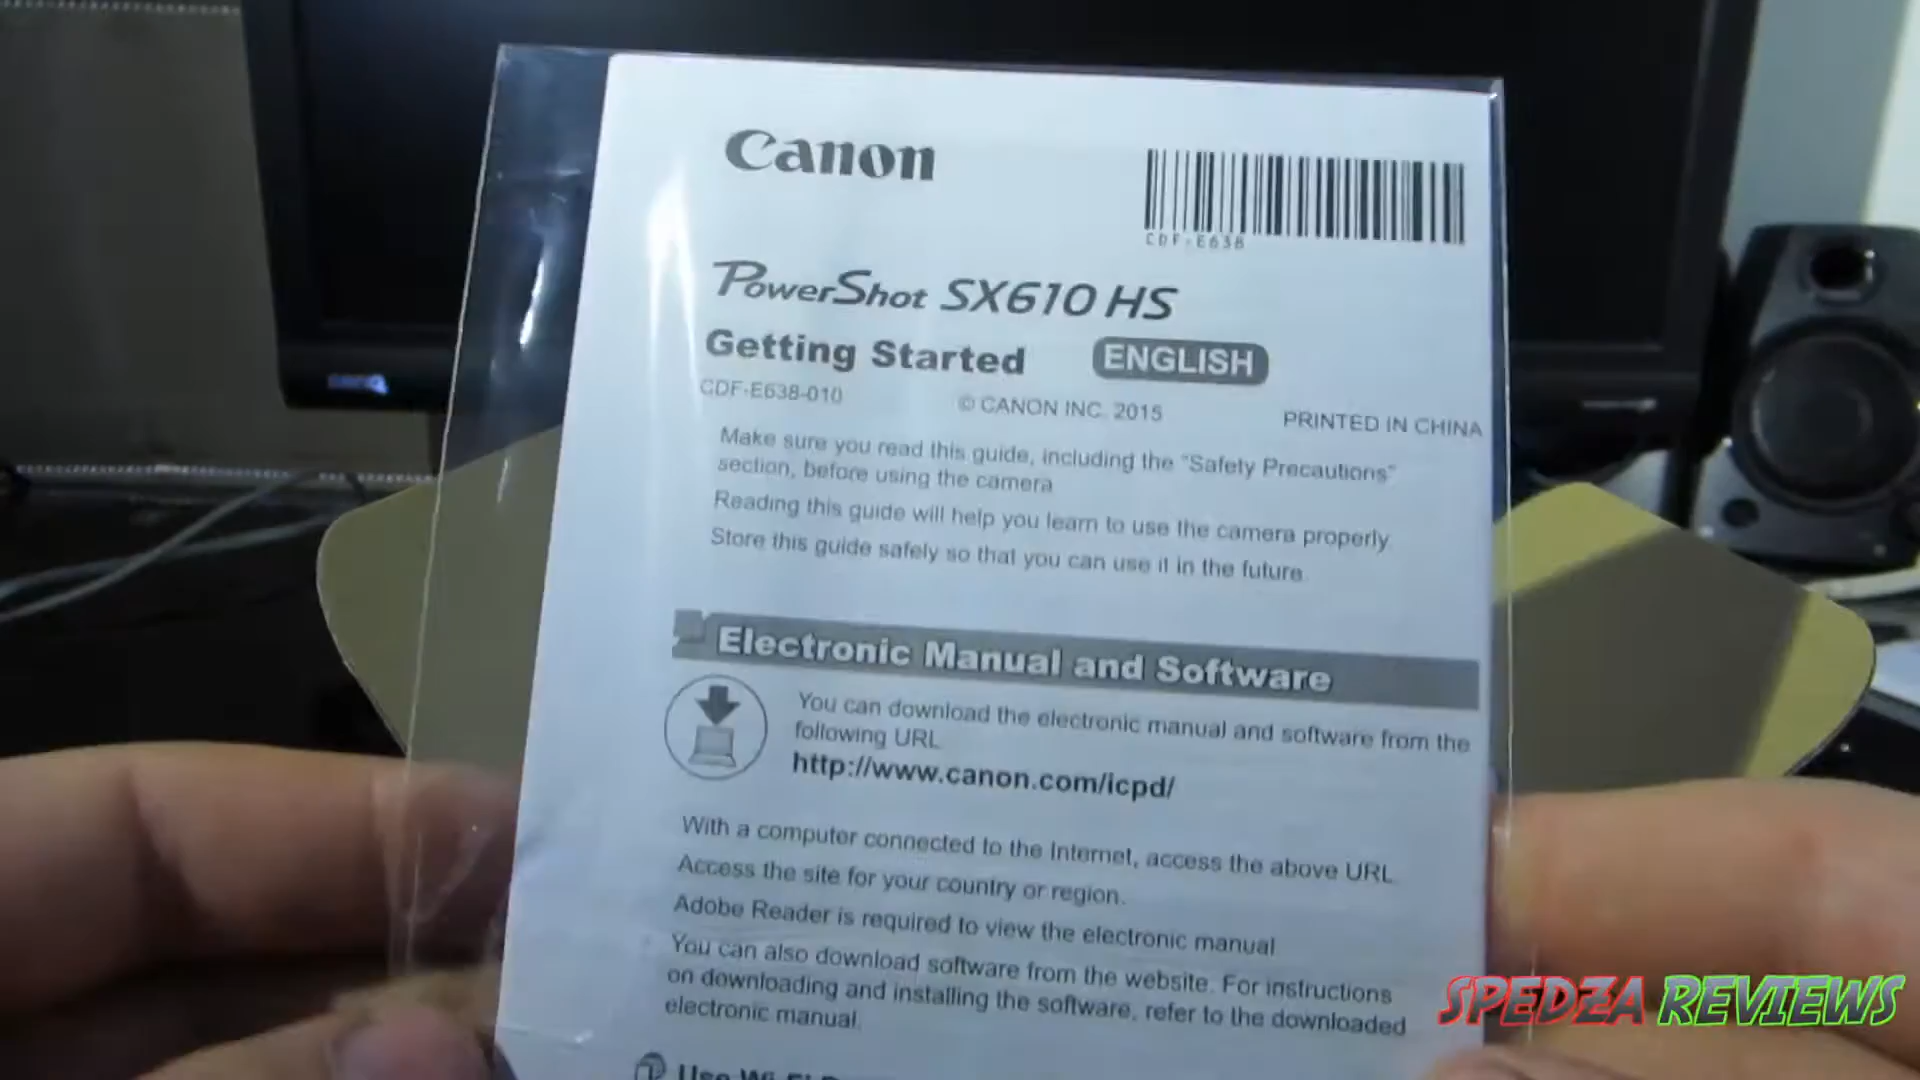 Canon
CDF-E638
PowerShot SX610 HS
Getting Started ENGLISH
CDF-E638-010 © CANON INC. 2015 PRINTED IN CHINA
Make sure you read this guide, including the "Safety Precautions"
section, before using the camera
Reading this guide will help you learn to use the camera properly.
Store this guide safely so that you can use it in the future.
Electronic Manual and Software
You can download the electronic manual and software from the
following URL
http://www.canon.com/icpd/
With a computer connected to the Internet, access the above URL.
Access the site for your country or region.
Adobe Reader is required to view the electronic manual
You can also download software from the website. For instructions
on downloading and installing the software, refer to the downloaded
electronic manual.
Use
BenQ
SPEDZA REVIEWS